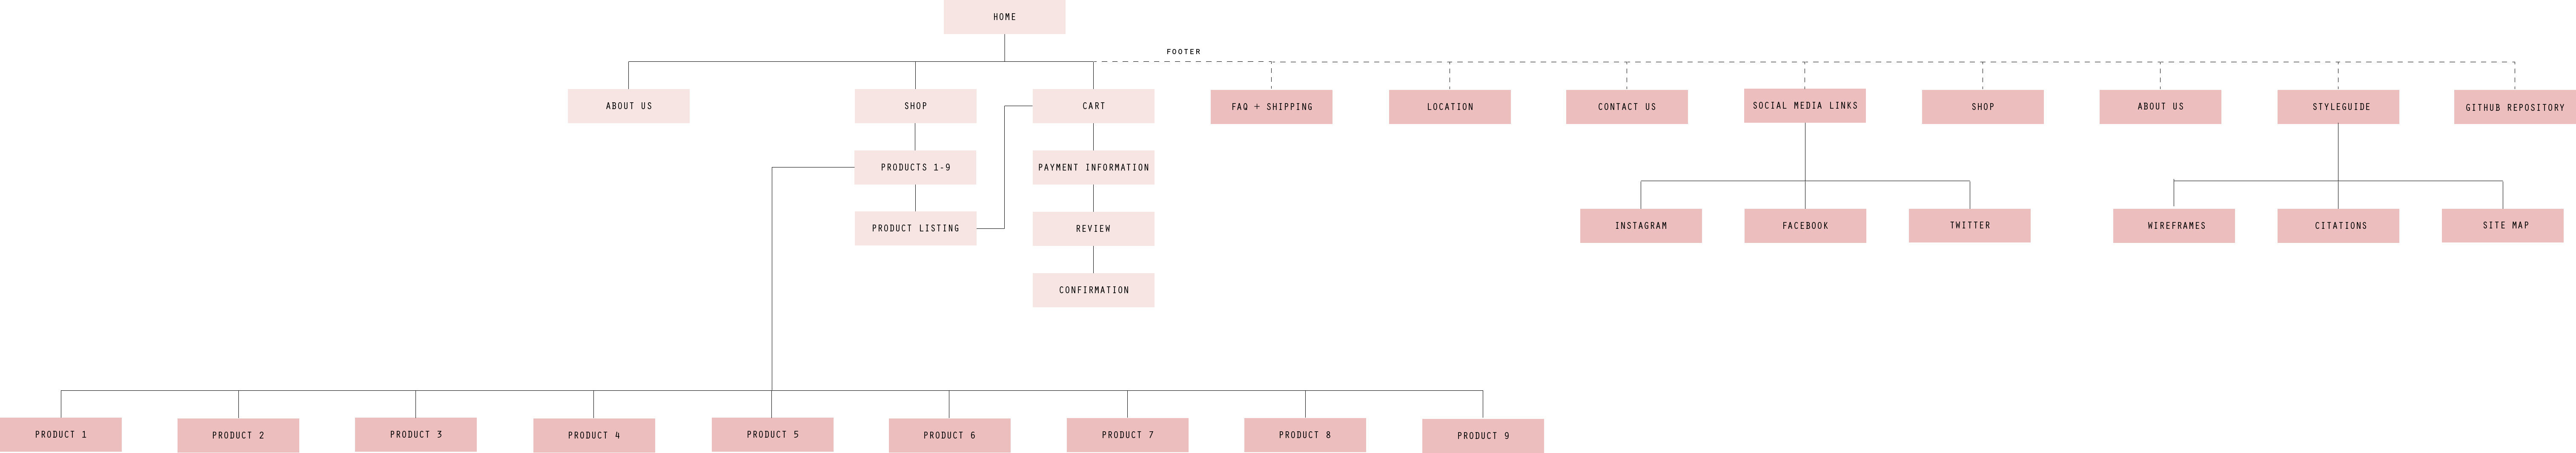 HOME
FOOTER
ABOUT US
SHOP
CART
FAQ + SHIPPING
LOCATION
CONTACT US
SOCIAL MEDIA LINKS
SHOP
ABOUT US
STYLEGUIDE
GITHUB REPOSITORY
PRODUCTS 1-9
PAYMENT INFORMATION
PRODUCT LISTING
REVIEW
INSTAGRAM
FACEBOOK
TWITTER
WIREFRAMES
CITATIONS
SITE MAP
CONFIRMATION
PRODUCT 1
PRODUCT 2
PRODUCT 3
PRODUCT 4
PRODUCT 5
PRODUCT 6
PRODUCT 7
PRODUCT 8
PRODUCT 9